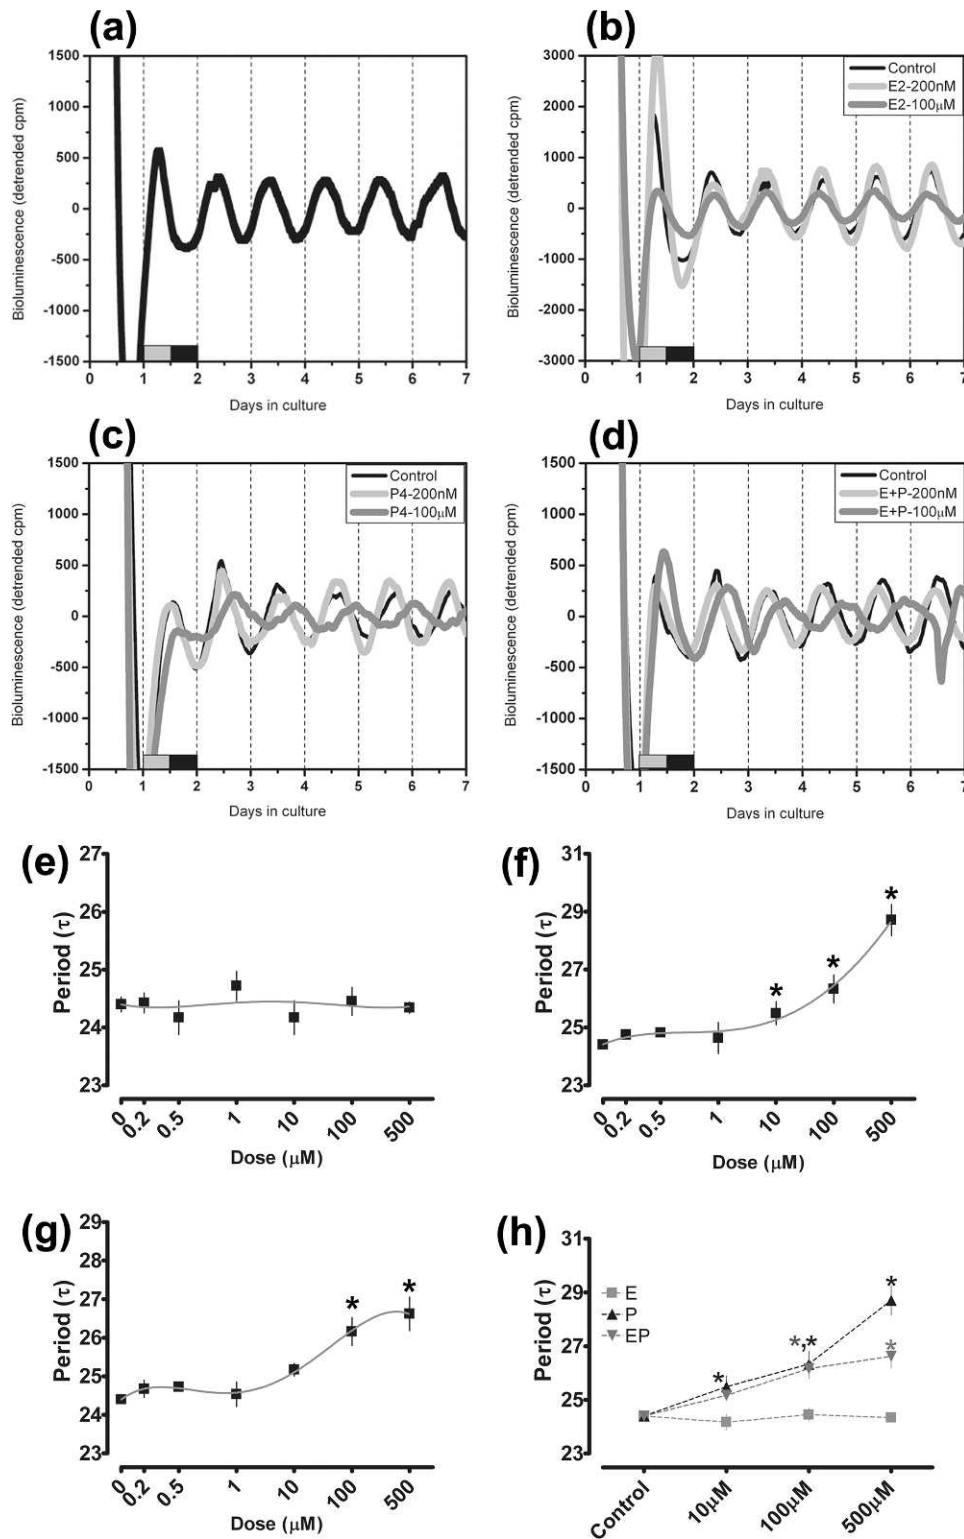 (a)
Bioluminescence (detrended cpm)
1500
1000
500
0
-500
-1000
-1500
0 1 2 3 4 5 6 7
Days in culture
(b)
Bioluminescence (detrended cpm)
3000
2000
1000
0
-1000
-2000
-3000
Control
E2-200nM
E2-100μM
0 1 2 3 4 5 6 7
Days in culture
(c)
Bioluminescence (detrended cpm)
1500
1000
500
0
-500
-1000
-1500
Control
P4-200nM
P4-100μM
0 1 2 3 4 5 6 7
Days in culture
(d)
Bioluminescence (detrended cpm)
1500
1000
500
0
-500
-1000
-1500
Control
E+P-200nM
E+P-100μM
0 1 2 3 4 5 6 7
Days in culture
(e)
Period (τ)
27
26
25
24
23
0 0.2 0.5 1 10 100 500
Dose (μM)
(f)
Period (τ)
31
29
27
25
23
* * *
0 0.2 0.5 1 10 100 500
Dose (μM)
(g)
Period (τ)
29
28
27
26
25
24
23
* *
0 0.2 0.5 1 10 100 500
Dose (μM)
(h)
Period (τ)
31
29
27
25
23
E
P
EP
*
*,*
*
*
Control 10μM 100μM 500μM